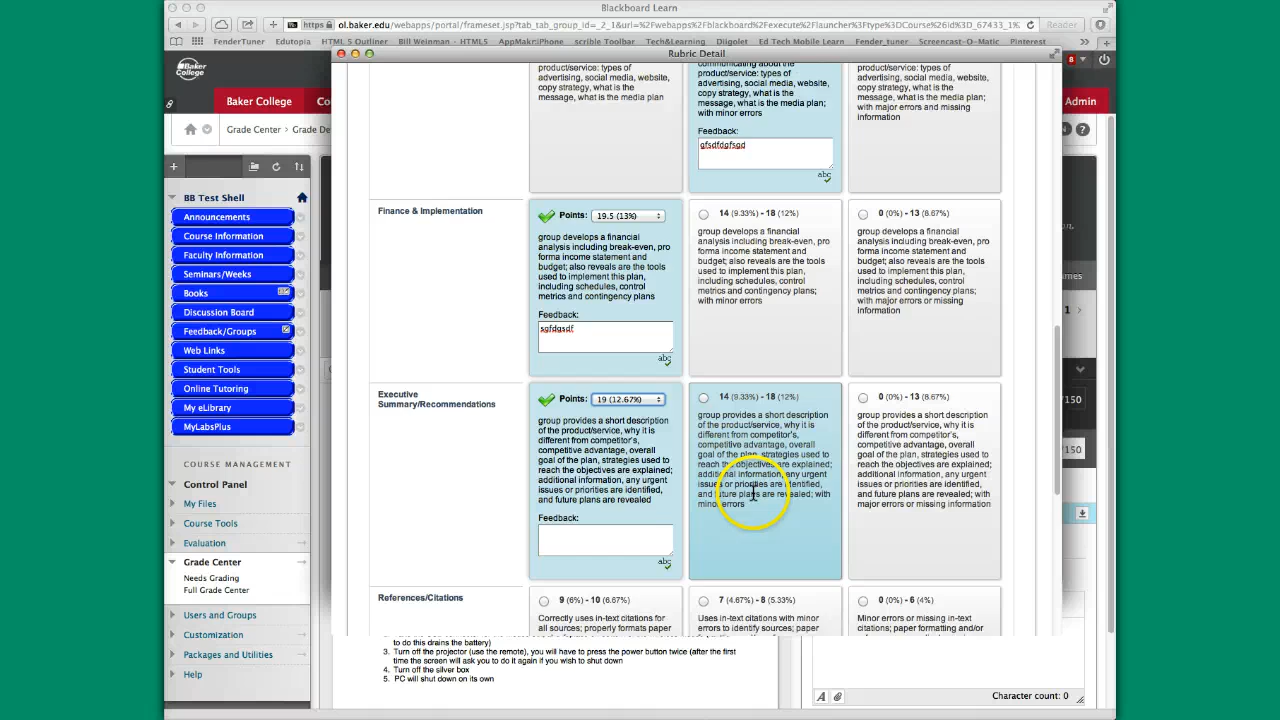 Blackboard Learn
https ol.baker.edu/webapps/portal/frameset.jsp?tab_tab_group_id=_2_1&url=%2Fwebapps%2Fblackboard%2Fexecute%2Flauncher%3Ftype%3DCourse%26id%3D_67433_1%
Reader
FenderTuner Edutopia HTML 5 Outliner Bill Weinman - HTML5 AppMakriPhone scrible Toolbar Tech&Learning Diigolet Ed Tech Mobile Learn Fender_tuner Screencast-O-Matic Pinterest
Rubric Detail
BAKER College
8
Baker College
Co
Admin
Grade Center > Grade De
BB Test Shell
Announcements
Course Information
Faculty Information
Seminars/Weeks
Books
Discussion Board
Feedback/Groups
Web Links
Student Tools
Online Tutoring
My eLibrary
MyLabsPlus
COURSE MANAGEMENT
Control Panel
My Files
Course Tools
Evaluation
Grade Center
Needs Grading
Full Grade Center
Users and Groups
Customization
Packages and Utilities
Help
product/service: types of
advertising, social media, website,
copy strategy, what is the
message, what is the media plan
communicating about the
product/service: types of
advertising, social media, website,
copy strategy, what is the
message, what is the media plan;
with minor errors
Feedback:
gfsdfdgfsgd
abc
product/service: types of
advertising, social media, website,
copy strategy, what is the
message, what is the media plan;
with major errors and missing
information
Finance & Implementation
Points: 19.5 (13%)
group develops a financial
analysis including break-even, pro
forma income statement and
budget; also reveals are the tools
used to implement this plan,
including schedules, control
metrics and contingency plans
Feedback:
sgfdgsdf
abc
14 (9.33%) - 18 (12%)
group develops a financial
analysis including break-even, pro
forma income statement and
budget; also reveals are the tools
used to implement this plan,
including schedules, control
metrics and contingency plans;
with minor errors
0 (0%) - 13 (8.67%)
group develops a financial
analysis including break-even, pro
forma income statement and
budget; also reveals are the tools
used to implement this plan,
including schedules, control
metrics and contingency plans;
with major errors or missing
information
Executive
Summary/Recommendations
Points: 19 (12.67%)
group provides a short description
of the product/service, why it is
different from competitor's,
competitive advantage, overall
goal of the plan, strategies used to
reach the objectives are explained;
additional information, any urgent
issues or priorities are identified,
and future plans are revealed
Feedback:
abc
14 (9.33%) - 18 (12%)
group provides a short description
of the product/service, why it is
different from competitor's,
competitive advantage, overall
goal of the plan, strategies used to
reach the objectives are explained;
additional information, any urgent
issues or priorities are identified,
and future plans are revealed; with
minor errors
0 (0%) - 13 (8.67%)
group provides a short description
of the product/service, why it is
different from competitor's,
competitive advantage, overall
goal of the plan, strategies used to
reach the objectives are explained;
additional information, any urgent
issues or priorities are identified,
and future plans are revealed; with
major errors or missing information
References/Citations
9 (6%) - 10 (6.67%)
Correctly uses in-text citations for
all sources; properly formats paper
7 (4.67%) - 8 (5.33%)
Uses in-text citations with minor
errors to identify sources; paper
0 (0%) - 6 (4%)
Minor errors or missing in-text
citations; paper formatting and/or
to do this drains the battery)
3. Turn off the projector (use the remote), you will have to press the power button twice (after the first
time the screen will ask you to do it again if you wish to shut down
4. Turn off the silver box
5. PC will shut down on its own
1 >
/150
/150
Character count: 0